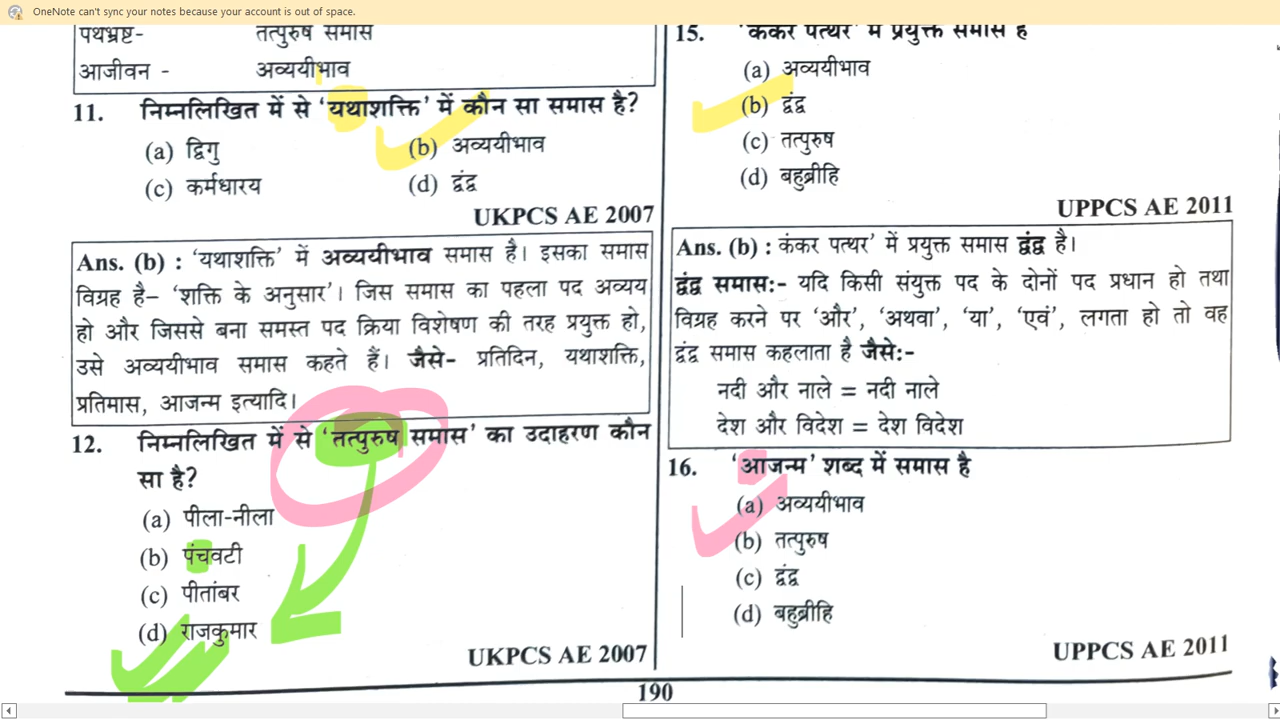 OneNote can't sync your notes because your account is out of space.
पथभ्रष्ट- तत्पुरुष समास
आजीवन - अव्ययीभाव
11. निम्नलिखित में से 'यथाशक्ति' में कौन सा समास है?
(a) द्विगु (b) अव्ययीभाव
(c) कर्मधारय (d) द्वंद्व
UKPCS AE 2007
Ans. (b) : 'यथाशक्ति' में अव्ययीभाव समास है। इसका समास
विग्रह है– 'शक्ति के अनुसार'। जिस समास का पहला पद अव्यय
हो और जिससे बना समस्त पद क्रिया विशेषण की तरह प्रयुक्त हो,
उसे अव्ययीभाव समास कहते हैं। जैसे– प्रतिदिन, यथाशक्ति,
प्रतिमास, आजन्म इत्यादि।
12. निम्नलिखित में से 'तत्पुरुष समास' का उदाहरण कौन
सा है?
(a) पीला-नीला
(b) पंचवटी
(c) पीतांबर
(d) राजकुमार
UKPCS AE 2007
15. 'कंकर पत्थर' में प्रयुक्त समास है
(a) अव्ययीभाव
(b) द्वंद्व
(c) तत्पुरुष
(d) बहुब्रीहि
UPPCS AE 2011
Ans. (b) : कंकर पत्थर' में प्रयुक्त समास द्वंद्व है।
द्वंद्व समासः- यदि किसी संयुक्त पद के दोनों पद प्रधान हो तथा
विग्रह करने पर 'और', 'अथवा', 'या', 'एवं', लगता हो तो वह
द्वंद्व समास कहलाता है जैसेः-
नदी और नाले = नदी नाले
देश और विदेश = देश विदेश
16. 'आजन्म' शब्द में समास है
(a) अव्ययीभाव
(b) तत्पुरुष
(c) द्वंद्व
(d) बहुब्रीहि
UPPCS AE 2011
190